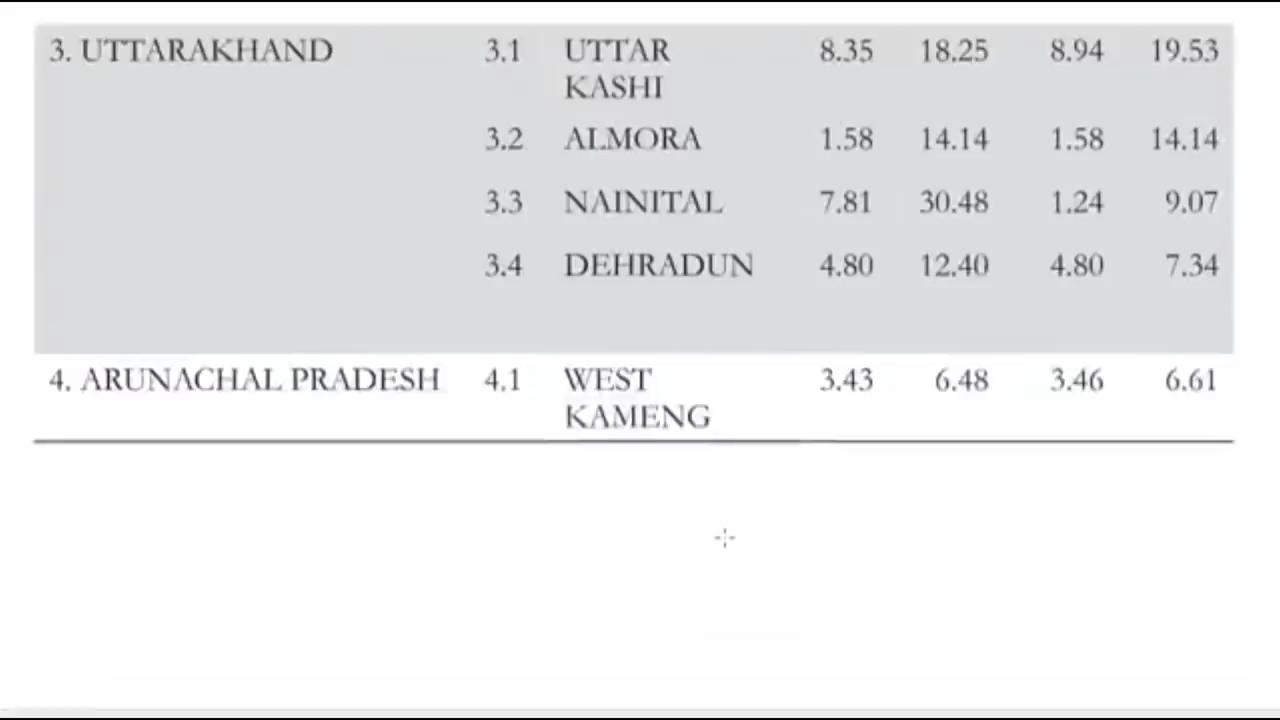 3. UTTARAKHAND 3.1 UTTAR 8.35 18.25 8.94 19.53
KASHI
3.2 ALMORA 1.58 14.14 1.58 14.14
3.3 NAINITAL 7.81 30.48 1.24 9.07
3.4 DEHRADUN 4.80 12.40 4.80 7.34
4. ARUNACHAL PRADESH 4.1 WEST 3.43 6.48 3.46 6.61
KAMENG